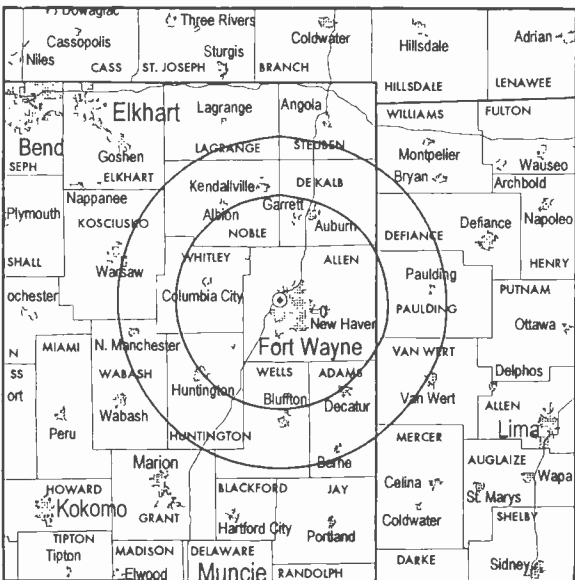 Dowagiac
Three Rivers
Cassopolis
Coldwater
Hillsdale
Adrian
Niles
Sturgis
CASS
ST. JOSEPH
BRANCH
HILLSDALE
LENAWEE
Elkhart
Lagrange
Angola
WILLIAMS
FULTON
Bend
Goshen
LAGRANGE
STEUBEN
Montpelier
Wauseo
SEPH
ELKHART
Kendallville
DE KALB
Bryan
Archbold
Nappanee
Garrett
Plymouth
KOSCIUSKO
Albion
Auburn
Defiance
Napoleo
NOBLE
DEFIANCE
SHALL
Warsaw
WHITLEY
ALLEN
Paulding
HENRY
ochester
Columbia City
PAULDING
PUTNAM
New Haven
Ottawa
N
MIAMI
N. Manchester
Fort Wayne
VAN WERT
SS
WABASH
WELLS
ADAMS
Delphos
ort
Huntington
Bluffton
Decatur
Van Wert
Wabash
ALLEN
Peru
HUNTINGTON
MERCER
Lima
Marion
Berne
AUGLAIZE
Wapa
HOWARD
BLACKFORD
JAY
Celina
St. Marys
Kokomo
GRANT
Hartford City
Portland
Coldwater
SHELBY
TIPTON
Tipton
MADISON
DELAWARE
DARKE
Elwood
Muncie
RANDOLPH
Sidney